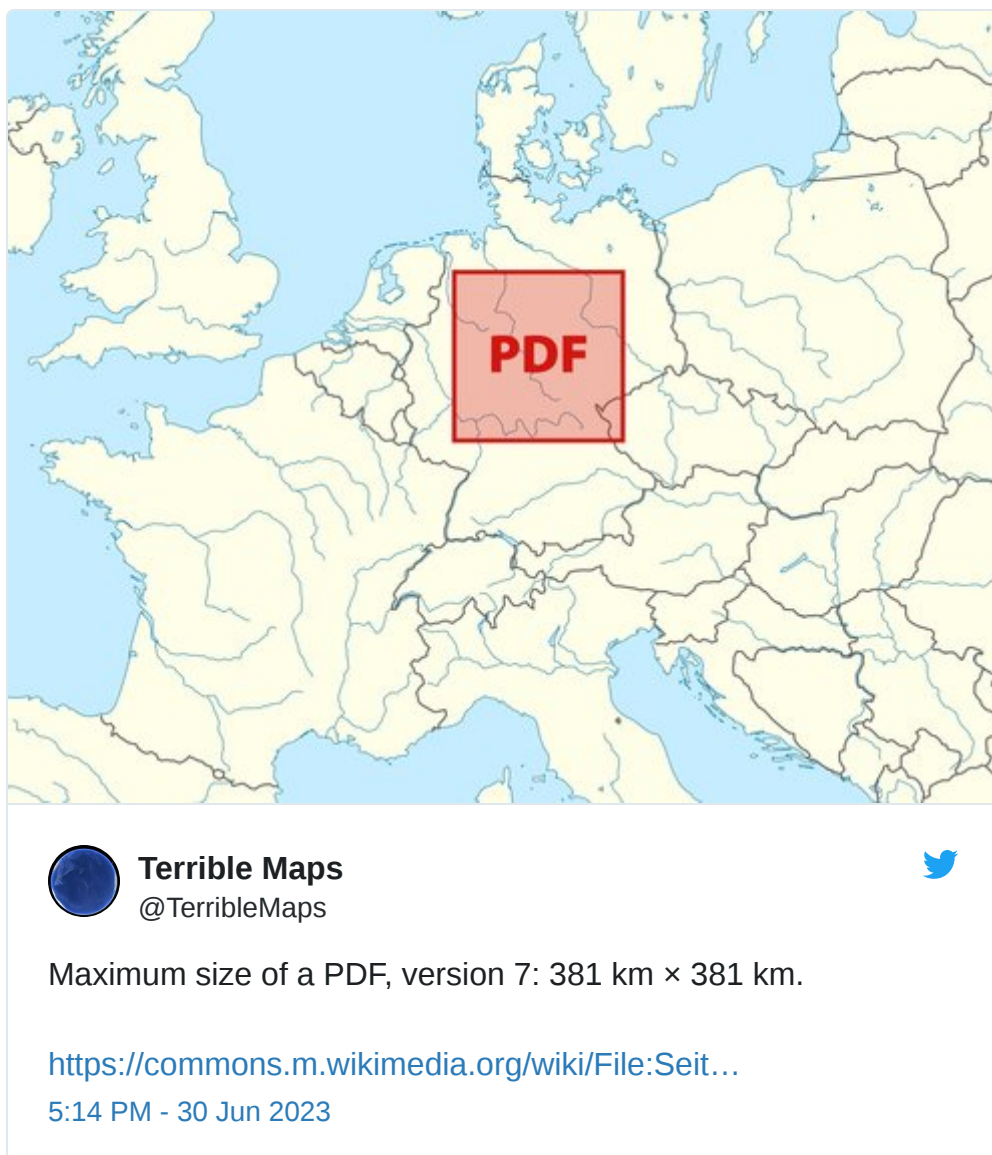 PDF
Terrible Maps
@TerribleMaps
Maximum size of a PDF, version 7: 381 km × 381 km.
https://commons.m.wikimedia.org/wiki/File:Seit…
5:14 PM - 30 Jun 2023